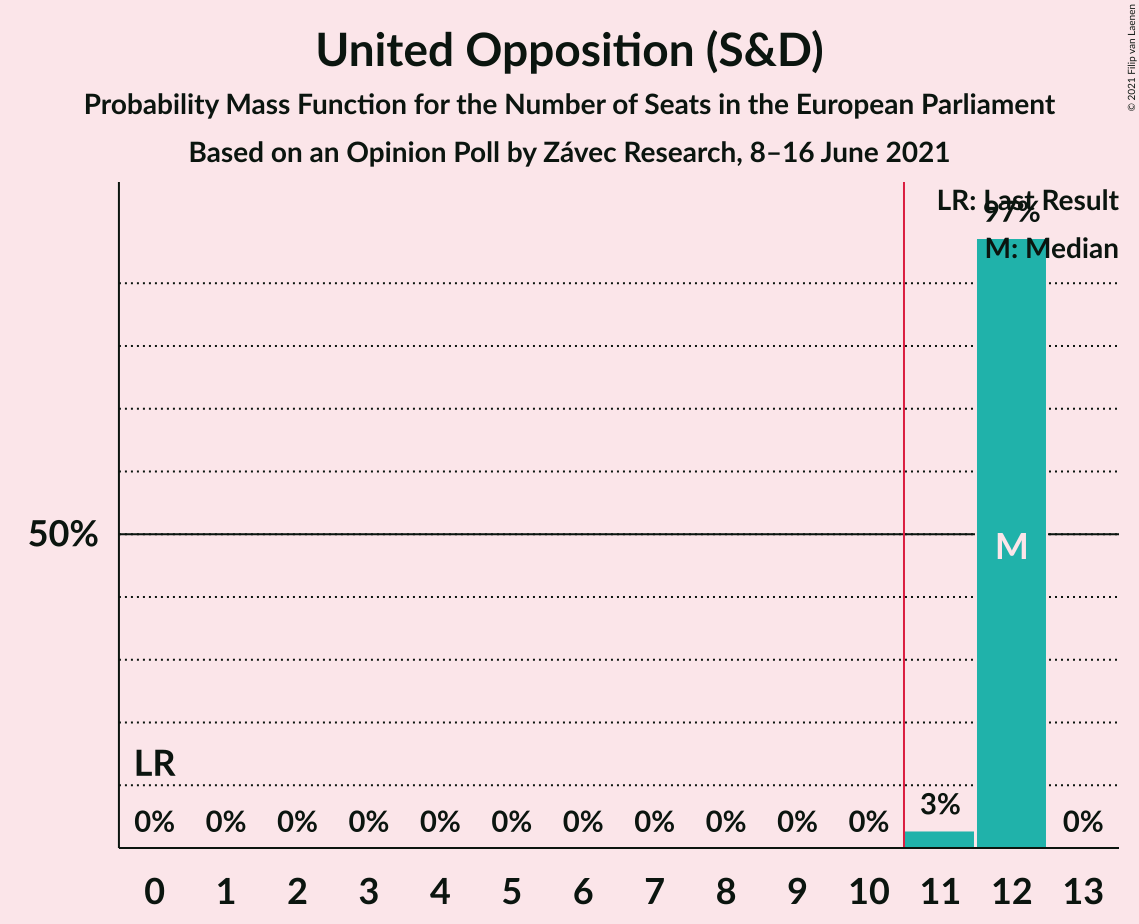 United Opposition (S&D)
Probability Mass Function for the Number of Seats in the European Parliament
Based on an Opinion Poll by Závec Research, 8–16 June 2021
© 2021 Filip van Laenen
LR: Last Result
97%
M: Median
50%
M
LR
3%
0% 0% 0% 0% 0% 0% 0% 0% 0% 0% 0% 0%
0 1 2 3 4 5 6 7 8 9 10 11 12 13